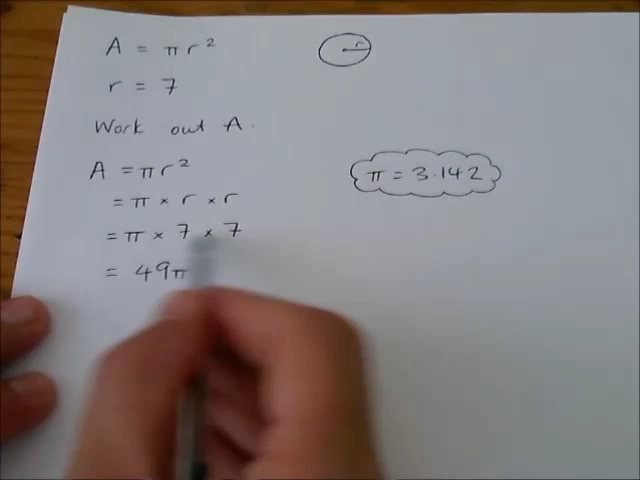 A = πr²
r
r = 7
Work out A.
A = πr²
π = 3.142
= π × r × r
= π × 7 × 7
= 49π